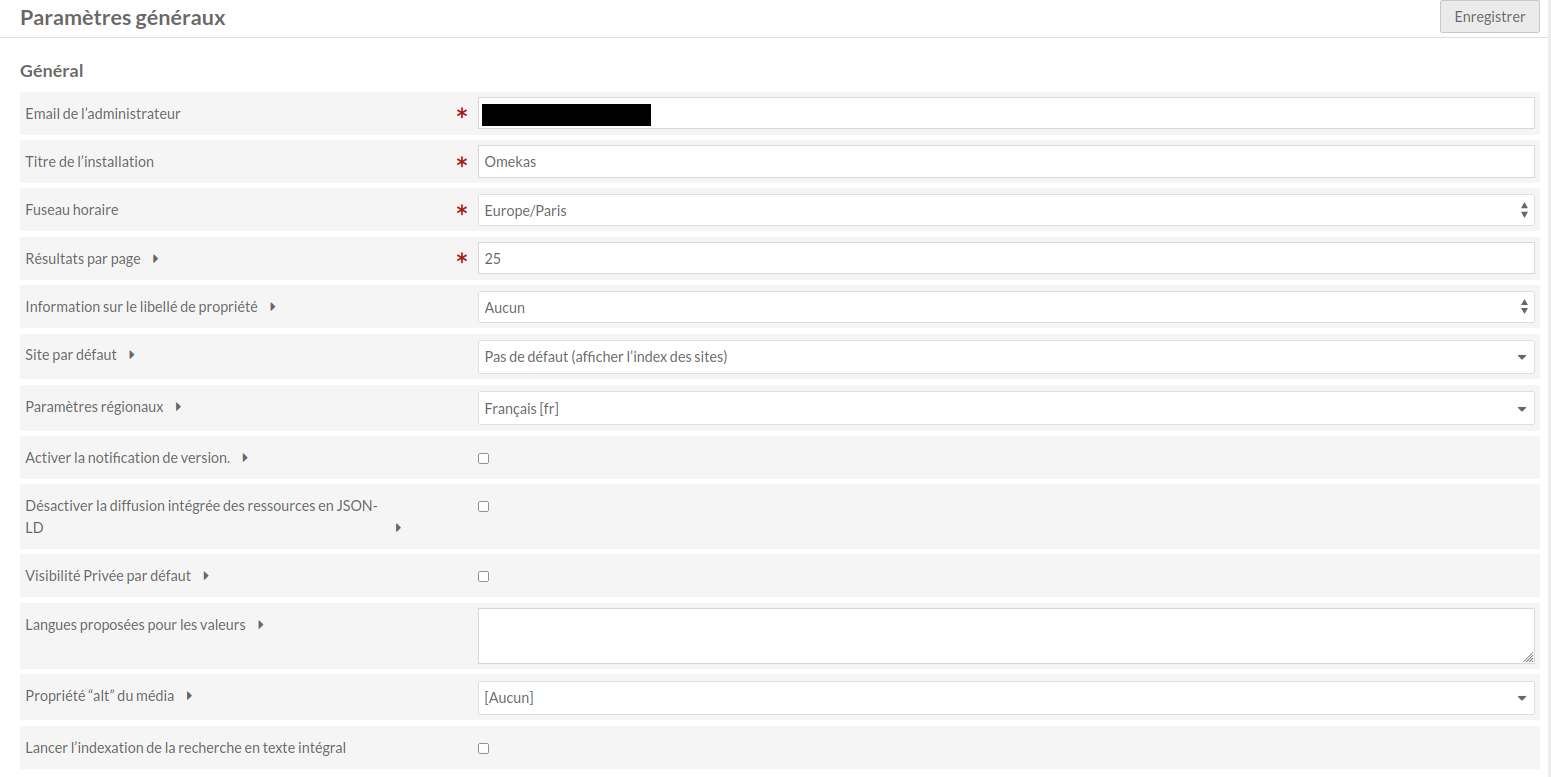 Paramètres généraux
Enregistrer
Général
Email de l’administrateur *
Titre de l’installation * Omekas
Fuseau horaire * Europe/Paris
Résultats par page * 25
Information sur le libellé de propriété Aucun
Site par défaut Pas de défaut (afficher l’index des sites)
Paramètres régionaux Français [fr]
Activer la notification de version.
Désactiver la diffusion intégrée des ressources en JSON-
LD
Visibilité Privée par défaut
Langues proposées pour les valeurs
Propriété “alt” du média [Aucun]
Lancer l’indexation de la recherche en texte intégral